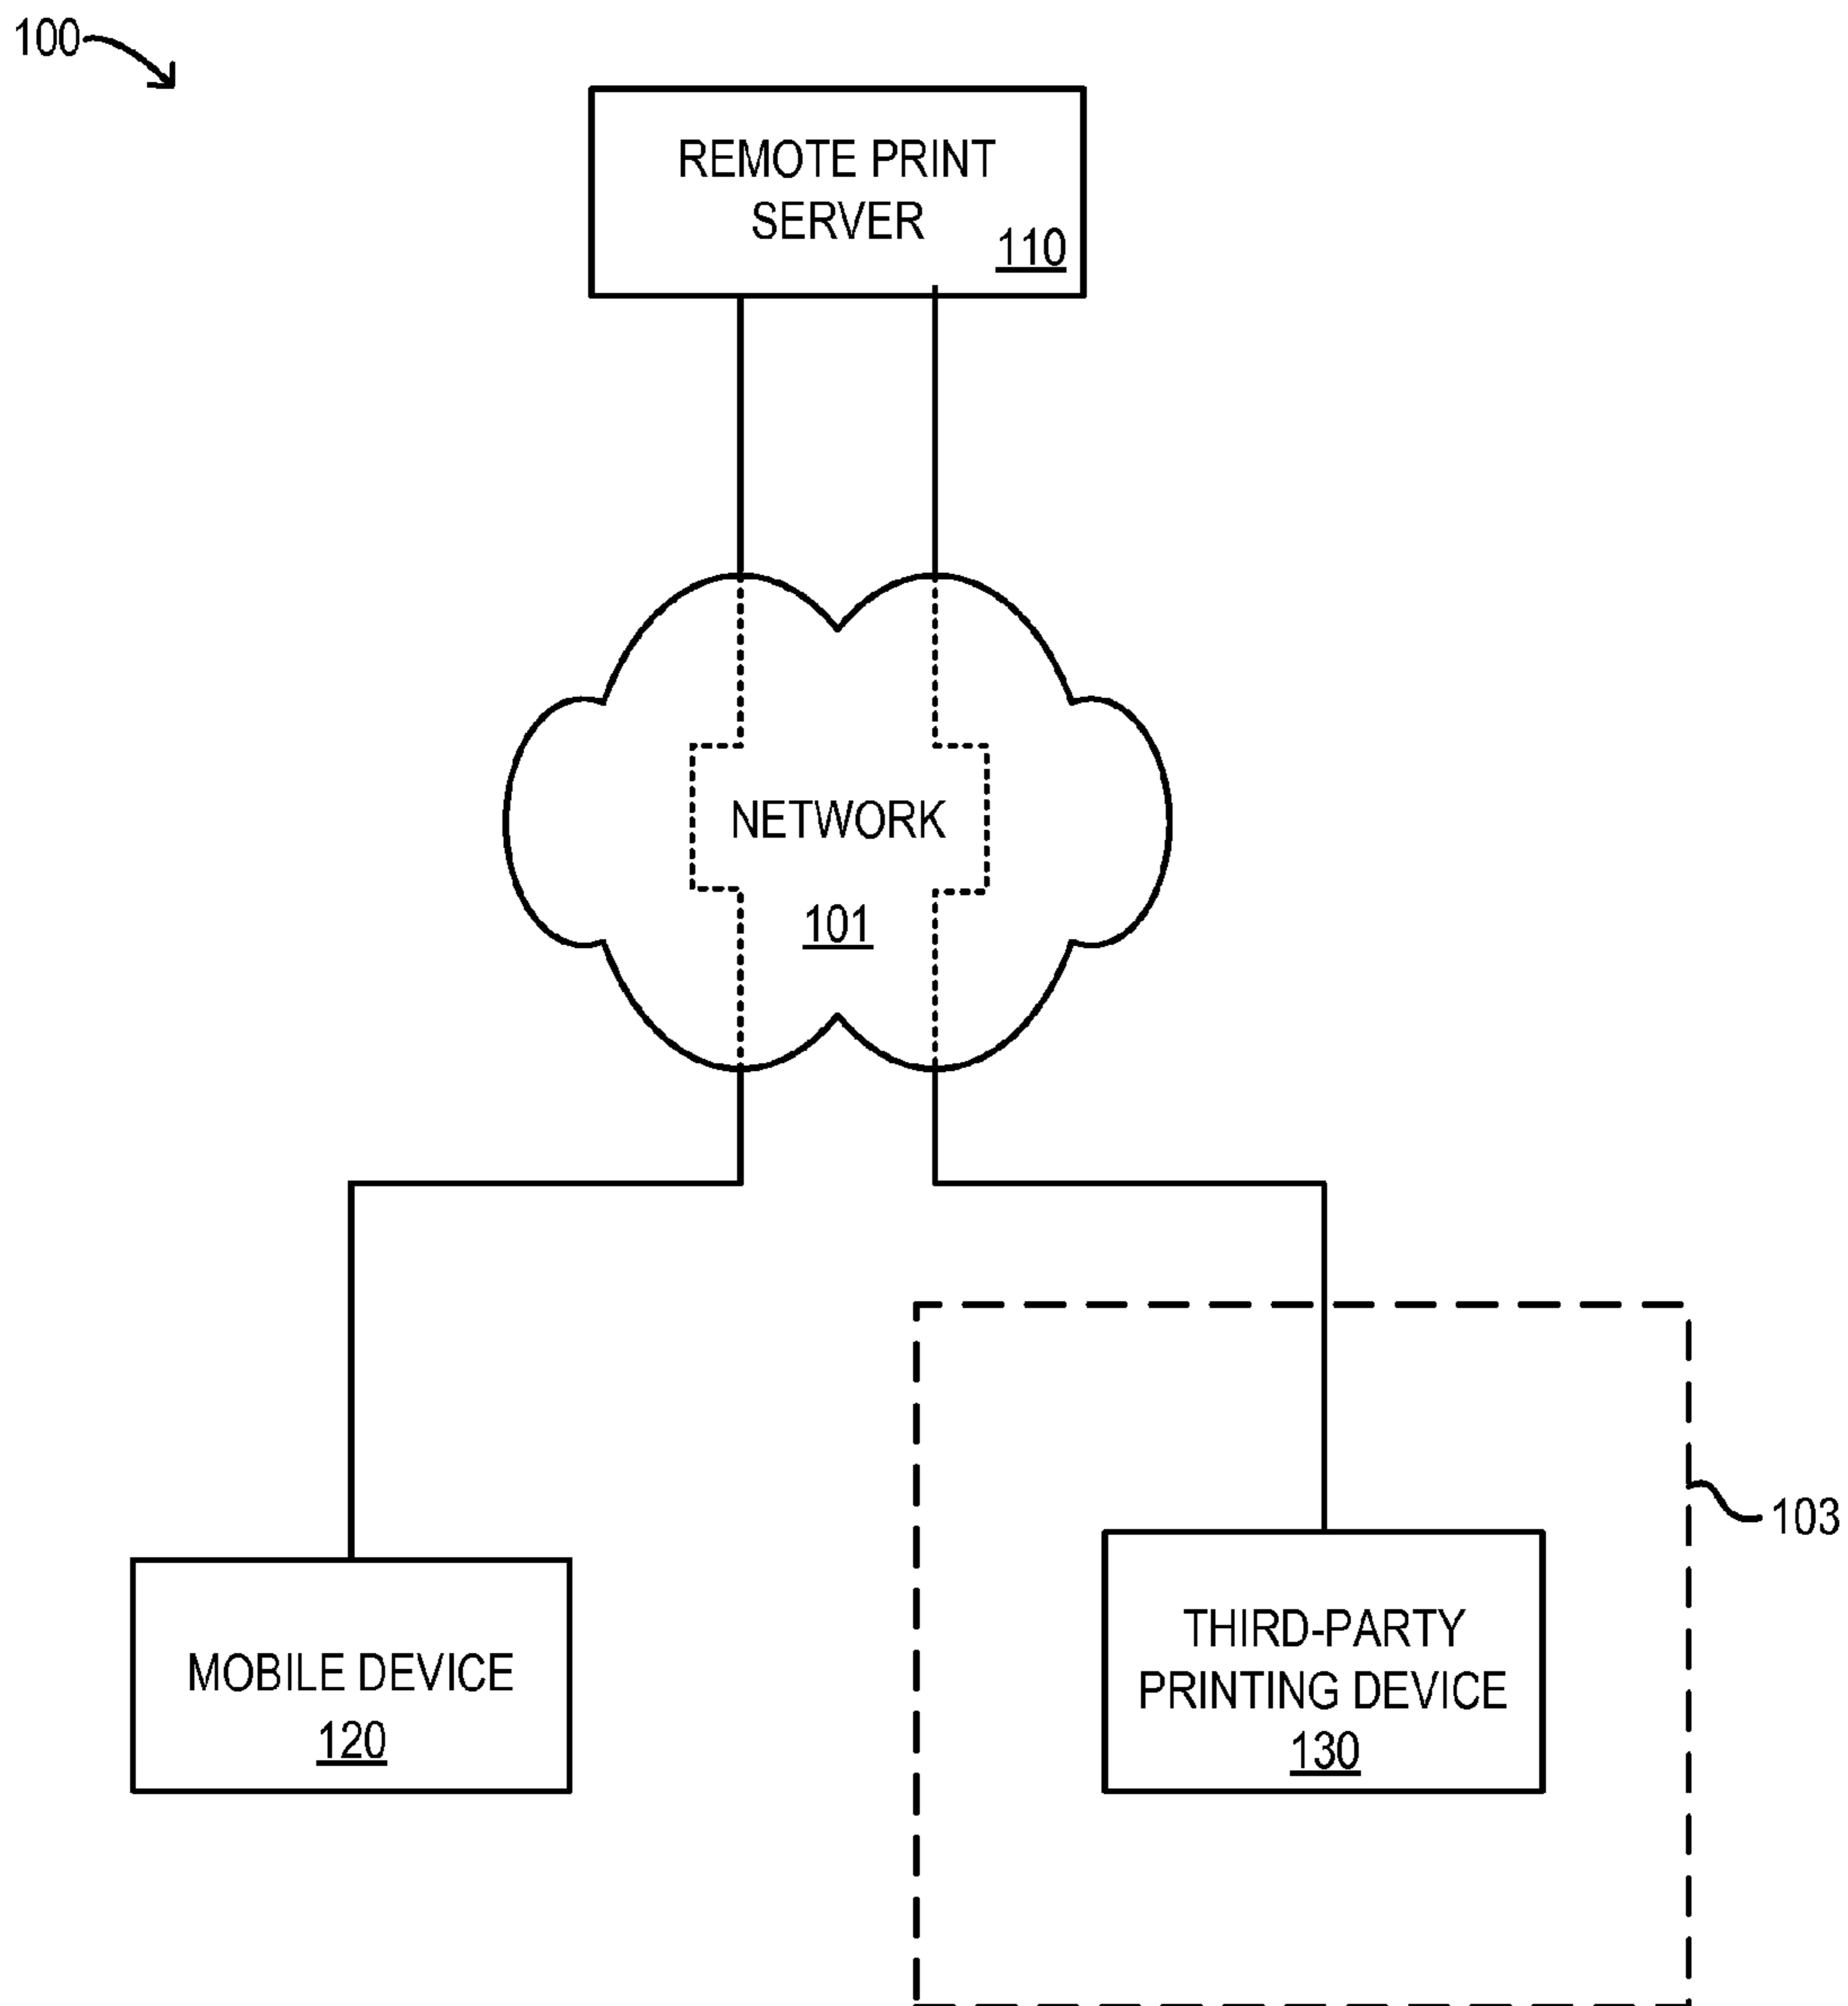 100
REMOTE PRINT
SERVER
110
NETWORK
101
103
MOBILE DEVICE
120
THIRD-PARTY
PRINTING DEVICE
130